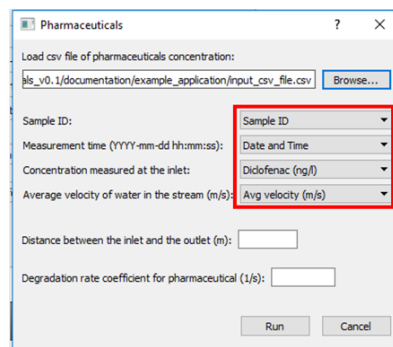 Pharmaceuticals ? ×
Load csv file of pharmaceuticals concentration:
als_v0.1/documentation/example_application/input_csv_file.csv Browse...
Sample ID: Sample ID
Measurement time (YYYY-mm-dd hh:mm:ss): Date and Time
Concentration measured at the inlet: Diclofenac (ng/l)
Average velocity of water in the stream (m/s): Avg velocity (m/s)
Distance between the inlet and the outlet (m):
Degradation rate coefficient for pharmaceutical (1/s):
Run Cancel